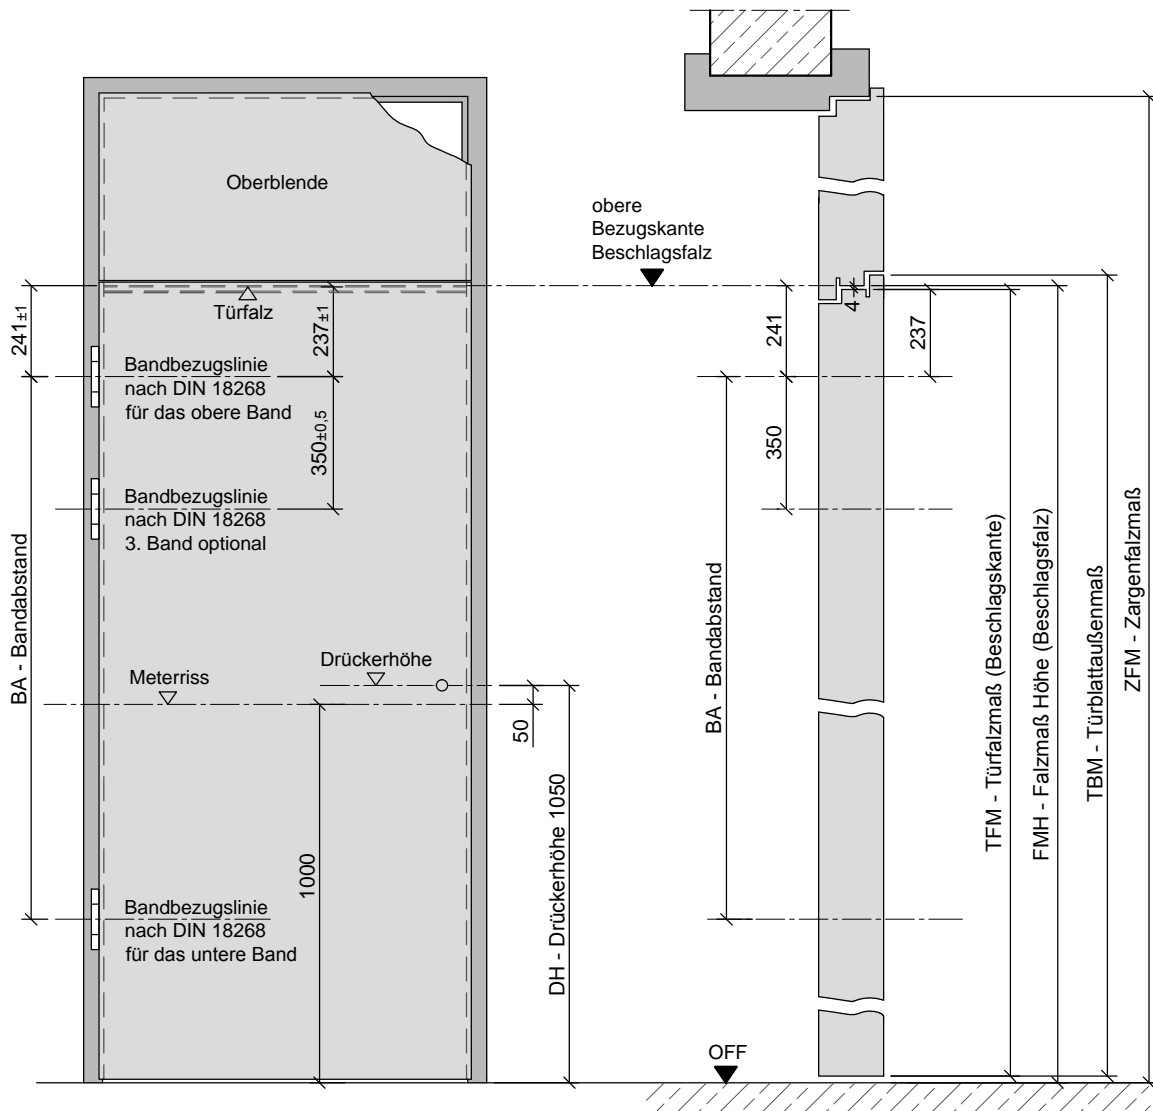 Oberblende
obere
Bezugskante
Beschlagsfalz
Türfalz
241±1
237±1
241
4
237
Bandbezugslinie
nach DIN 18268
für das obere Band
350±0,5
350
Bandbezugslinie
nach DIN 18268
3. Band optional
BA - Bandabstand
BA - Bandabstand
Meterriss
Drückerhöhe
50
1000
DH - Drückerhöhe 1050
Bandbezugslinie
nach DIN 18268
für das untere Band
TFM - Türfalzmaß (Beschlagskante)
FMH - Falzmaß Höhe (Beschlagsfalz)
TBM - Türblattaußenmaß
ZFM - Zargenfalzmaß
OFF